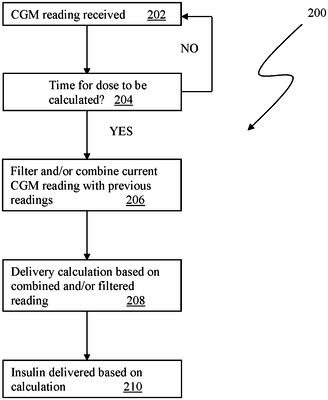 CGM reading received 202
200
NO
Time for dose to be
calculated? 204
YES
Filter and/or combine current
CGM reading with previous
readings 206
Delivery calculation based on
combined and/or filtered
reading 208
Insulin delivered based on
calculation 210